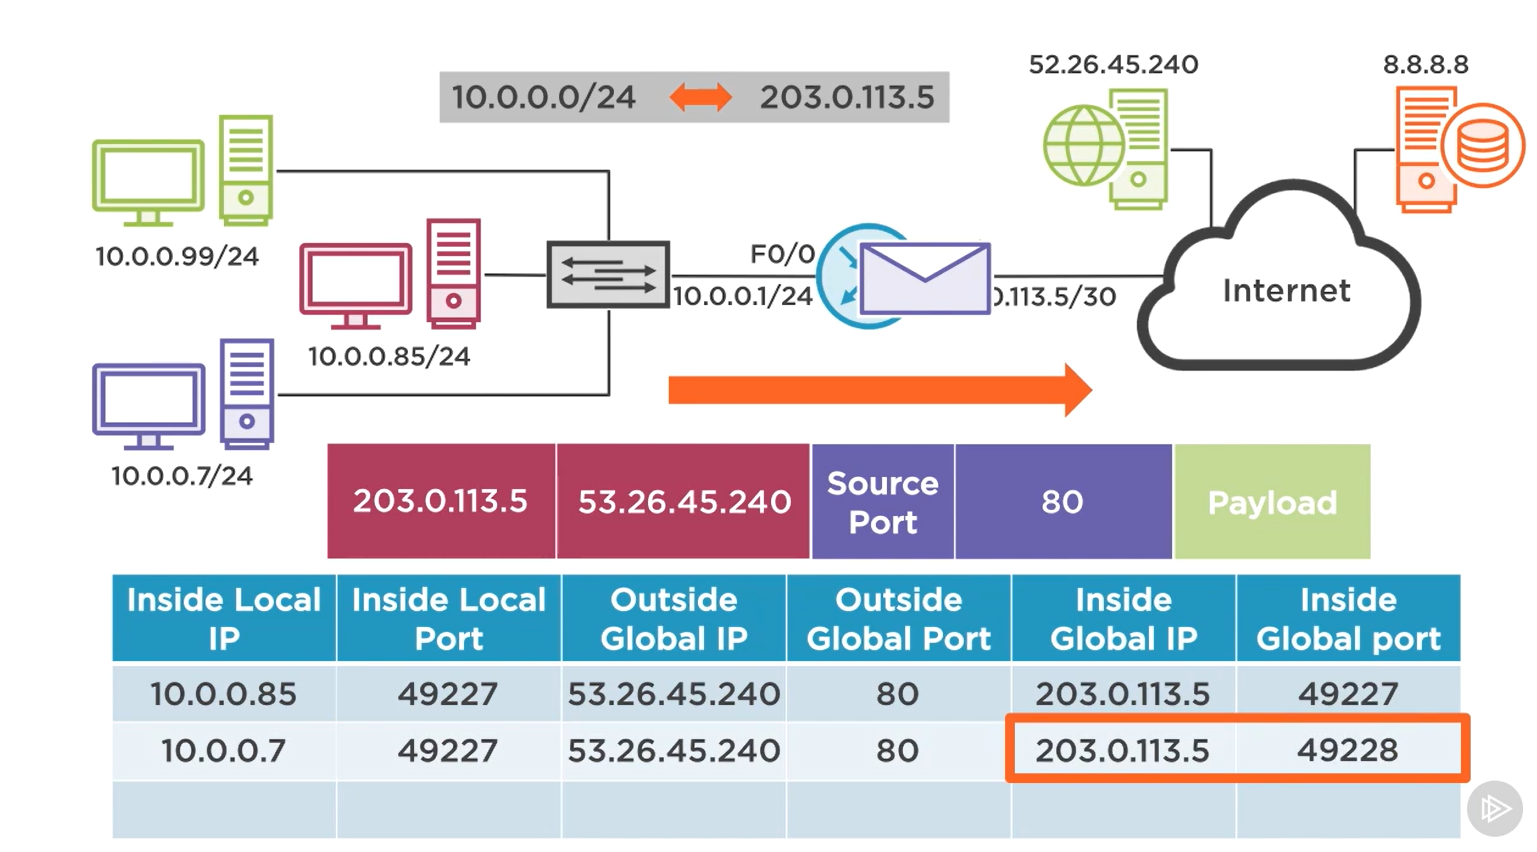 52.26.45.240
8.8.8.8
10.0.0.0/24 203.0.113.5
10.0.0.99/24
F0/0
10.0.0.1/24
0.113.5/30
Internet
10.0.0.85/24
10.0.0.7/24
203.0.113.5 53.26.45.240 Source Port 80 Payload
Inside Local IP Inside Local Port Outside Global IP Outside Global Port Inside Global IP Inside Global port
10.0.0.85 49227 53.26.45.240 80 203.0.113.5 49227
10.0.0.7 49227 53.26.45.240 80 203.0.113.5 49228